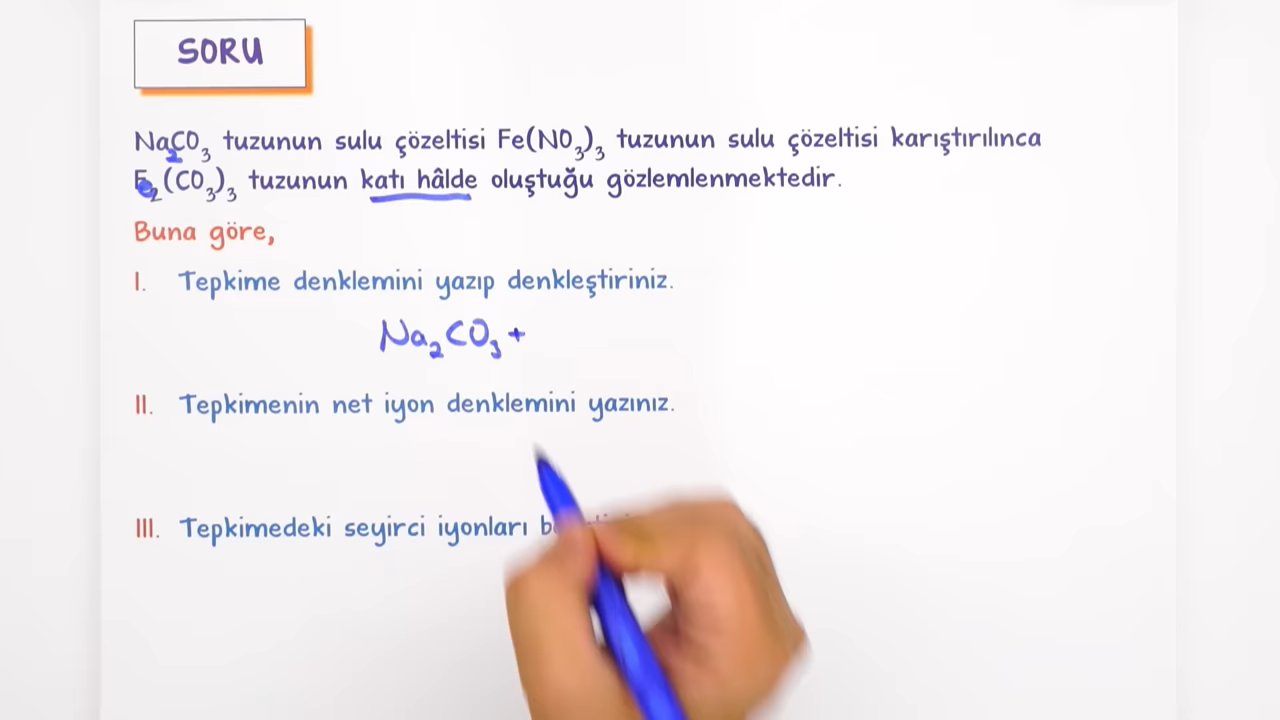 SORU
Na₂CO₃ tuzunun sulu çözeltisi Fe(NO₃)₃ tuzunun sulu çözeltisi karıştırılınca
Fe₂(CO₃)₃ tuzunun katı hâlde oluştuğu gözlemlenmektedir.
Buna göre,
I. Tepkime denklemini yazıp denkleştiriniz.
Na₂CO₃ +
II. Tepkimenin net iyon denklemini yazınız.
III. Tepkimedeki seyirci iyonları